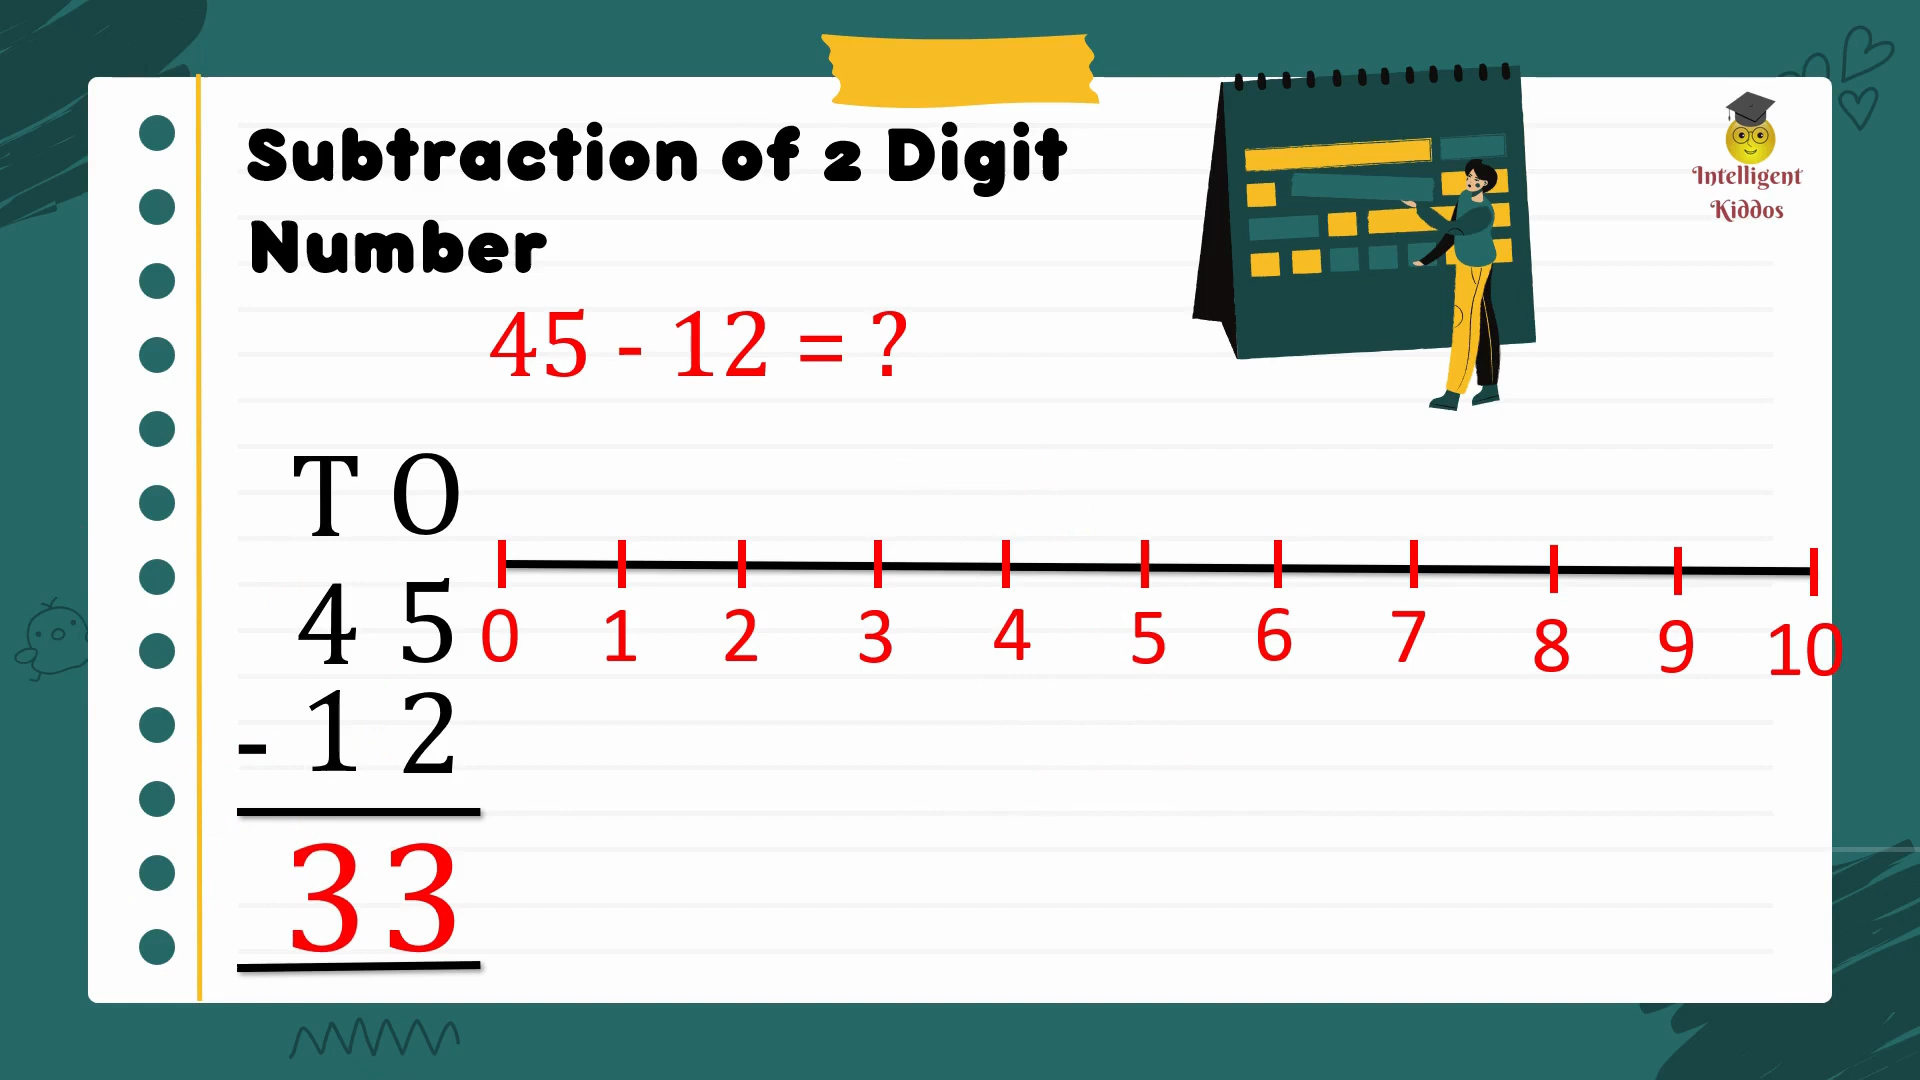 Subtraction of 2 Digit
Number
Intelligent
Kiddos
45 - 12 = ?
T O
4 5
- 1 2
3 3
0 1 2 3 4 5 6 7 8 9 10